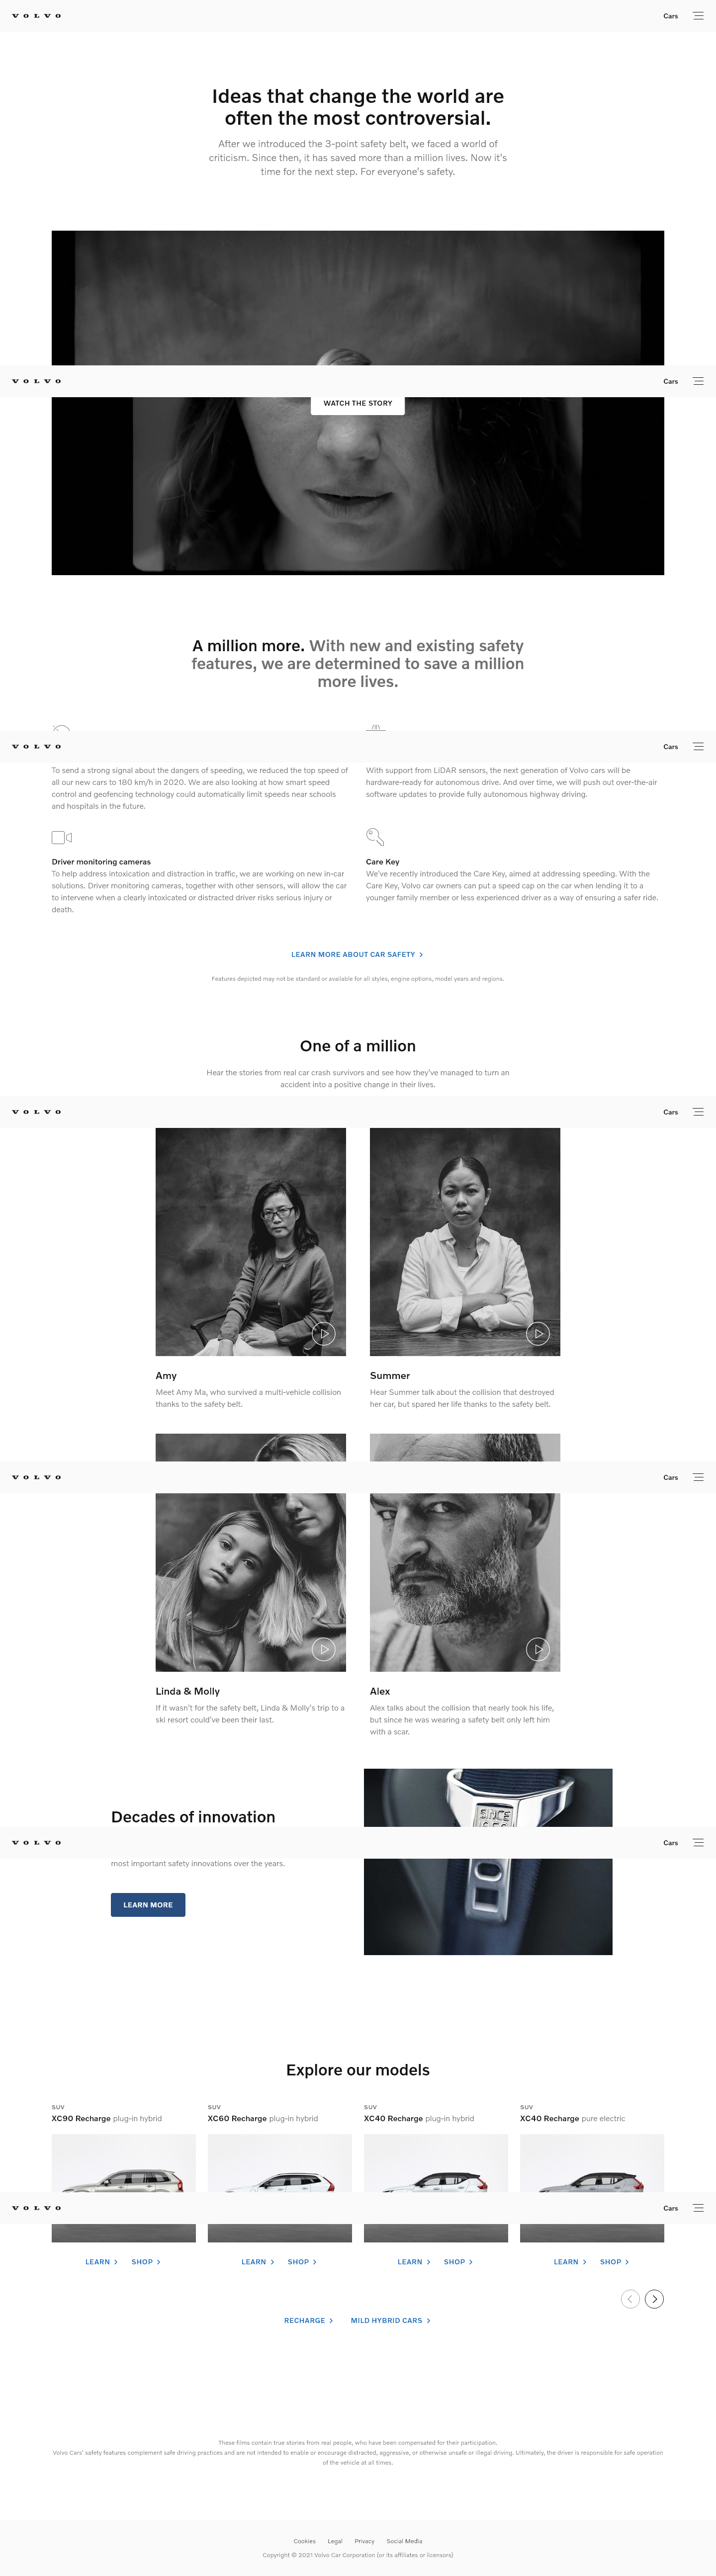 VOLVO
Cars
Ideas that change the world are
often the most controversial.
After we introduced the 3-point safety belt, we faced a world of
criticism. Since then, it has saved more than a million lives. Now it's
time for the next step. For everyone's safety.
VOLVO
Cars
WATCH THE STORY
A million more. With new and existing safety
features, we are determined to save a million
more lives.
VOLVO
Cars
To send a strong signal about the dangers of speeding, we reduced the top speed of
all our new cars to 180 km/h in 2020. We are also looking at how smart speed
control and geofencing technology could automatically limit speeds near schools
and hospitals in the future.
With support from LiDAR sensors, the next generation of Volvo cars will be
hardware-ready for autonomous drive. And over time, we will push out over-the-air
software updates to provide fully autonomous highway driving.
Driver monitoring cameras
To help address intoxication and distraction in traffic, we are working on new in-car
solutions. Driver monitoring cameras, together with other sensors, will allow the car
to intervene when a clearly intoxicated or distracted driver risks serious injury or
death.
Care Key
We've recently introduced the Care Key, aimed at addressing speeding. With the
Care Key, Volvo car owners can put a speed cap on the car when lending it to a
younger family member or less experienced driver as a way of ensuring a safer ride.
LEARN MORE ABOUT CAR SAFETY
Features depicted may not be standard or available for all styles, engine options, model years and regions.
One of a million
Hear the stories from real car crash survivors and see how they've managed to turn an
accident into a positive change in their lives.
VOLVO
Cars
Amy
Meet Amy Ma, who survived a multi-vehicle collision
thanks to the safety belt.
Summer
Hear Summer talk about the collision that destroyed
her car, but spared her life thanks to the safety belt.
VOLVO
Cars
Linda & Molly
If it wasn't for the safety belt, Linda & Molly's trip to a
ski resort could've been their last.
Alex
Alex talks about the collision that nearly took his life,
but since he was wearing a safety belt only left him
with a scar.
Decades of innovation
SINCE
VOLVO
Cars
most important safety innovations over the years.
LEARN MORE
Explore our models
SUV
XC90 Recharge plug-in hybrid
SUV
XC60 Recharge plug-in hybrid
SUV
XC40 Recharge plug-in hybrid
SUV
XC40 Recharge pure electric
VOLVO
Cars
LEARN
SHOP
LEARN
SHOP
LEARN
SHOP
LEARN
SHOP
RECHARGE
MILD HYBRID CARS
These films contain true stories from real people, who have been compensated for their participation.
Volvo Cars' safety features complement safe driving practices and are not intended to enable or encourage distracted, aggressive, or otherwise unsafe or illegal driving. Ultimately, the driver is responsible for safe operation
of the vehicle at all times.
Cookies
Legal
Privacy
Social Media
Copyright © 2021 Volvo Car Corporation (or its affiliates or licensors)